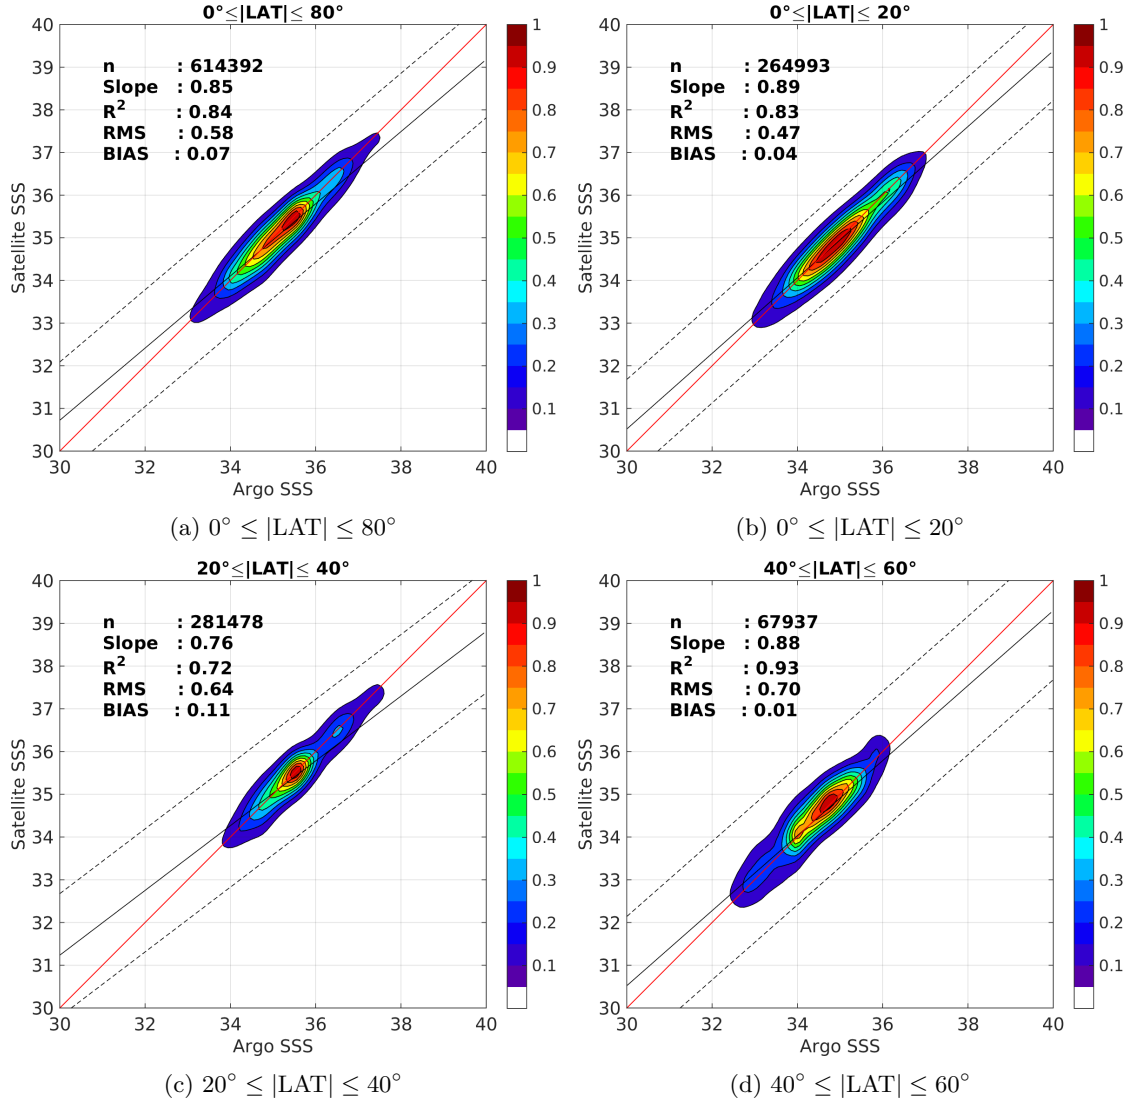 0°≤|LAT|≤ 80°
n : 614392
Slope : 0.85
R² : 0.84
RMS : 0.58
BIAS : 0.07
40
39
38
37
36
35
34
33
32
31
30
Satellite SSS
30 32 34 36 38 40
Argo SSS
1
0.9
0.8
0.7
0.6
0.5
0.4
0.3
0.2
0.1
(a) 0° ≤ |LAT| ≤ 80°
0°≤|LAT|≤ 20°
n : 264993
Slope : 0.89
R² : 0.83
RMS : 0.47
BIAS : 0.04
40
39
38
37
36
35
34
33
32
31
30
Satellite SSS
30 32 34 36 38 40
Argo SSS
1
0.9
0.8
0.7
0.6
0.5
0.4
0.3
0.2
0.1
(b) 0° ≤ |LAT| ≤ 20°
20°≤|LAT|≤ 40°
n : 281478
Slope : 0.76
R² : 0.72
RMS : 0.64
BIAS : 0.11
40
39
38
37
36
35
34
33
32
31
30
Satellite SSS
30 32 34 36 38 40
Argo SSS
1
0.9
0.8
0.7
0.6
0.5
0.4
0.3
0.2
0.1
(c) 20° ≤ |LAT| ≤ 40°
40°≤|LAT|≤ 60°
n : 67937
Slope : 0.88
R² : 0.93
RMS : 0.70
BIAS : 0.01
40
39
38
37
36
35
34
33
32
31
30
Satellite SSS
30 32 34 36 38 40
Argo SSS
1
0.9
0.8
0.7
0.6
0.5
0.4
0.3
0.2
0.1
(d) 40° ≤ |LAT| ≤ 60°